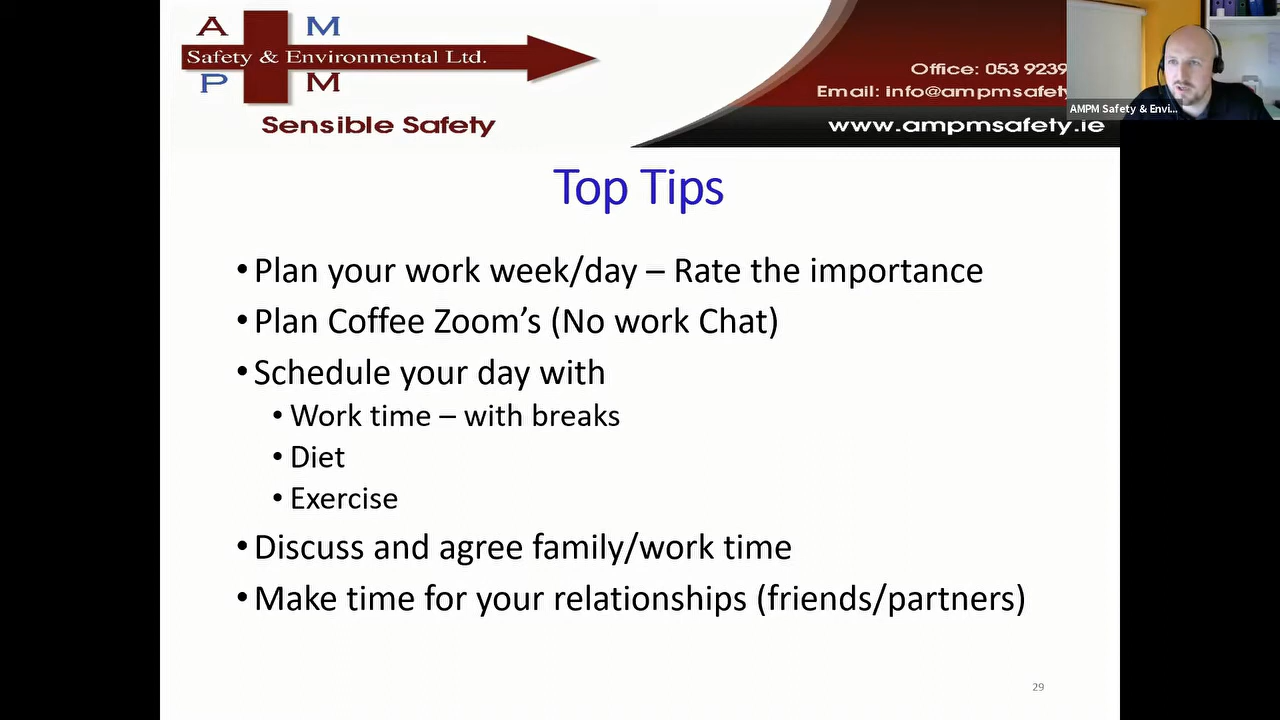 A M
Safety & Environmental Ltd.
P M
Sensible Safety
Office: 053 9239
Email: info@ampmsafety
www.ampmsafety.ie
AMPM Safety & Envi...
Top Tips
•Plan your work week/day – Rate the importance
•Plan Coffee Zoom's (No work Chat)
•Schedule your day with
•Work time – with breaks
•Diet
•Exercise
•Discuss and agree family/work time
•Make time for your relationships (friends/partners)
29